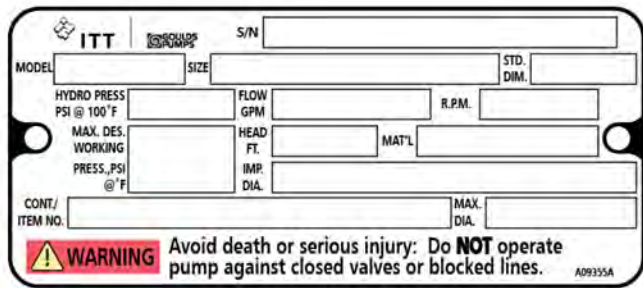 ITT GOULDS PUMPS S/N
MODEL SIZE STD. DIM.
HYDRO PRESS PSI @ 100°F FLOW GPM R.P.M.
MAX. DES. WORKING HEAD FT. MAT'L
PRESS.,PSI @°F IMP. DIA.
CONT./ ITEM NO. MAX. DIA.
WARNING Avoid death or serious injury: Do NOT operate
pump against closed valves or blocked lines. A09355A